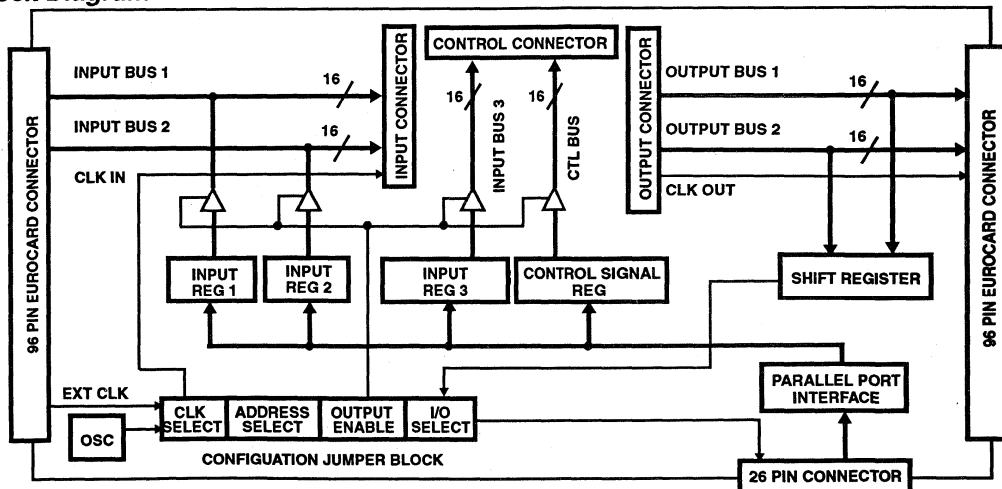 96 PIN EUROCARD CONNECTOR
INPUT BUS 1
16
INPUT BUS 2
16
CLK IN
INPUT CONNECTOR
CONTROL CONNECTOR
16
INPUT BUS 3
16
CTL BUS
OUTPUT CONNECTOR
OUTPUT BUS 1
16
OUTPUT BUS 2
16
CLK OUT
96 PIN EUROCARD CONNECTOR
INPUT
REG 1
INPUT
REG 2
INPUT
REG 3
CONTROL SIGNAL
REG
SHIFT REGISTER
PARALLEL PORT
INTERFACE
EXT CLK
OSC
CLK
SELECT
ADDRESS
SELECT
OUTPUT
ENABLE
I/O
SELECT
CONFIGUATION JUMPER BLOCK
26 PIN CONNECTOR